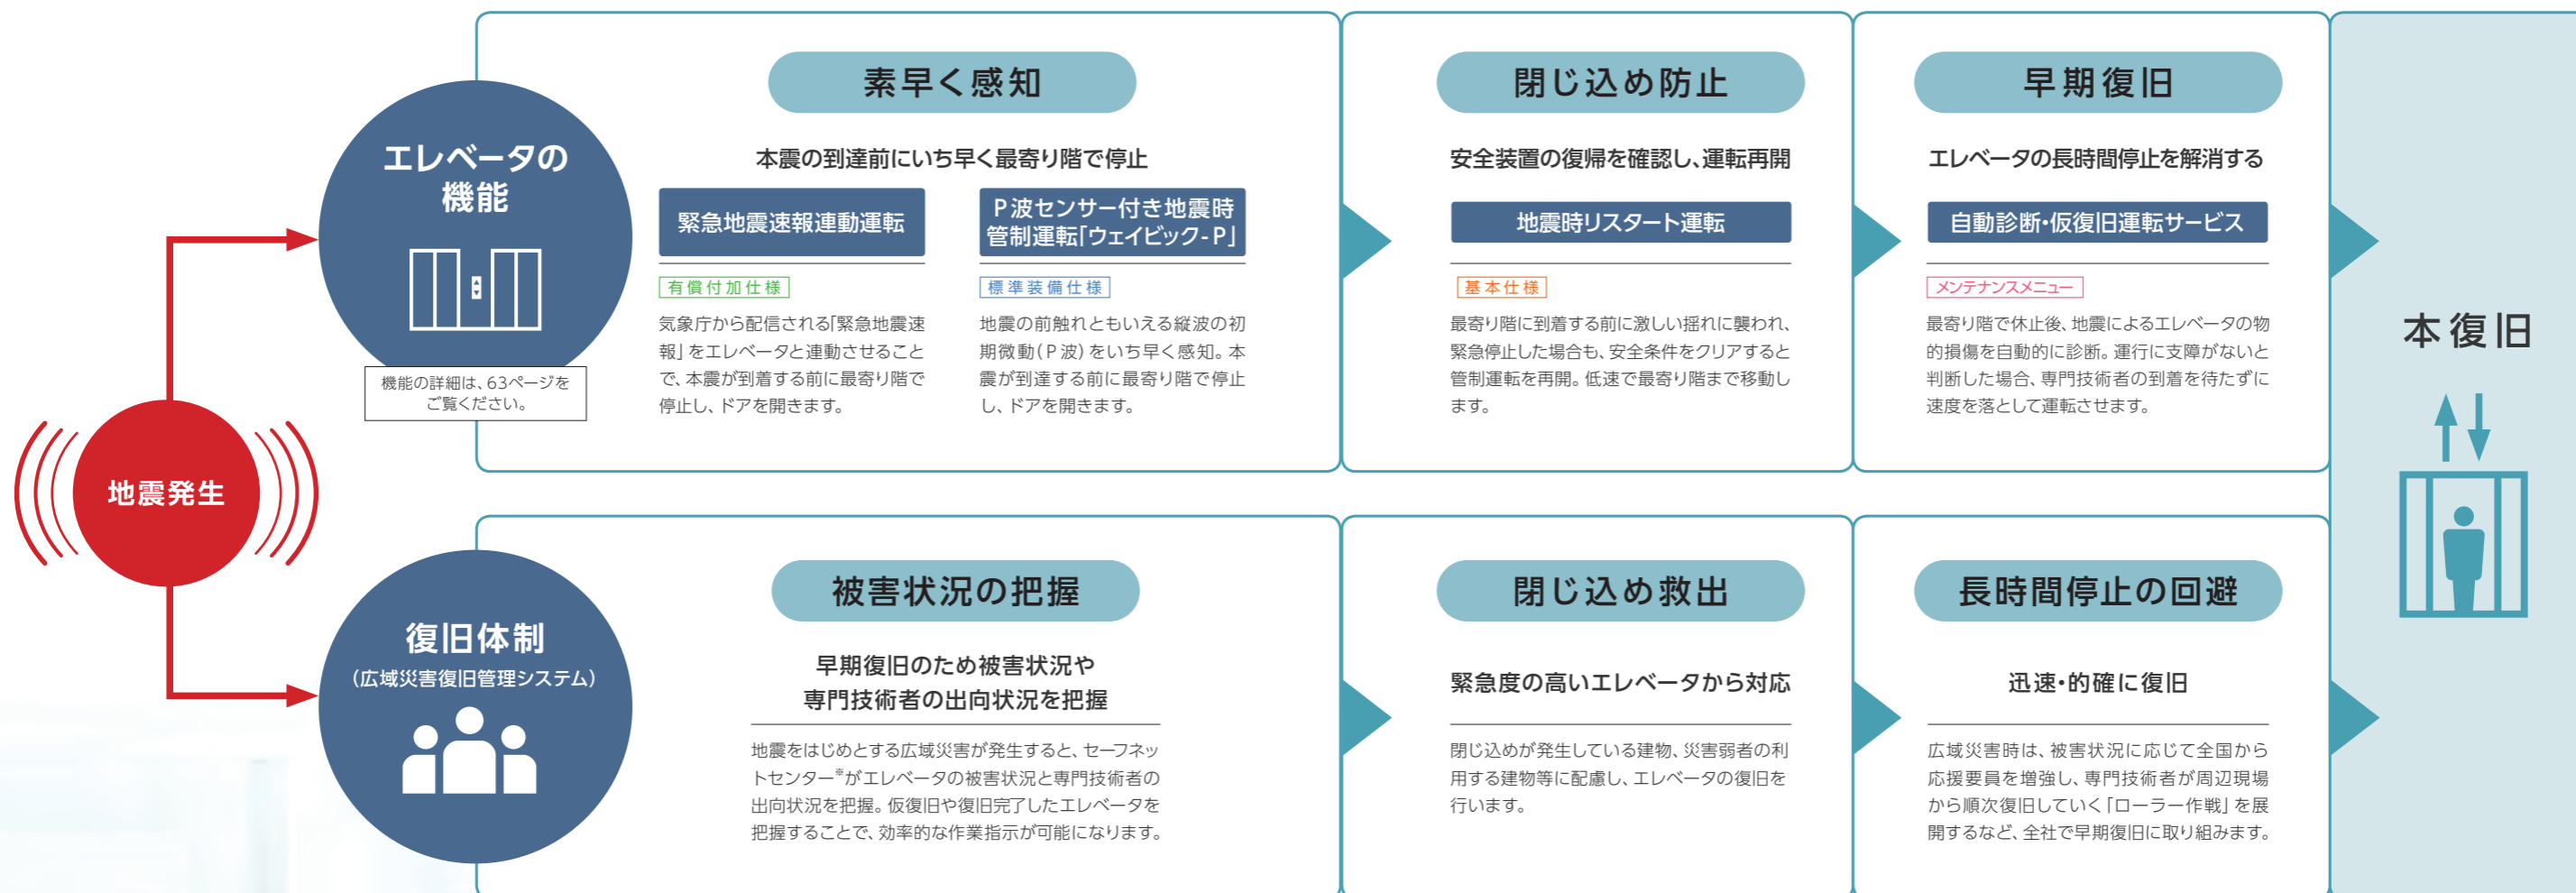 地震発生
エレベータの
機能
機能の詳細は、63ページを
ご覧ください。
素早く感知
本震の到達前にいち早く最寄り階で停止
緊急地震速報連動運転
有償付加仕様
気象庁から配信される「緊急地震速
報」をエレベータと連動させること
で、本震が到着する前に最寄り階で
停止し、ドアを開きます。
P波センサー付き地震時
管制運転「ウェイビック-P」
標準装備仕様
地震の前触れともいえる縦波の初
期微動(P波)をいち早く感知。本
震が到達する前に最寄り階で停止
し、ドアを開きます。
閉じ込め防止
安全装置の復帰を確認し、運転再開
地震時リスタート運転
基本仕様
最寄り階に到着する前に激しい揺れに襲われ、
緊急停止した場合も、安全条件をクリアすると
管制運転を再開。低速で最寄り階まで移動し
ます。
早期復旧
エレベータの長時間停止を解消する
自動診断・仮復旧運転サービス
メンテナンスメニュー
最寄り階で休止後、地震によるエレベータの物
的損傷を自動的に診断。運行に支障がないと
判断した場合、専門技術者の到着を待たずに
速度を落として運転させます。
復旧体制
(広域災害復旧管理システム)
被害状況の把握
早期復旧のため被害状況や
専門技術者の出向状況を把握
地震をはじめとする広域災害が発生すると、セーフネッ
トセンター※がエレベータの被害状況と専門技術者の
出向状況を把握。仮復旧や復旧完了したエレベータを
把握することで、効率的な作業指示が可能になります。
閉じ込め救出
緊急度の高いエレベータから対応
閉じ込めが発生している建物、災害弱者の利
用する建物等に配慮し、エレベータの復旧を
行います。
長時間停止の回避
迅速・的確に復旧
広域災害時は、被害状況に応じて全国から
応援要員を増強し、専門技術者が周辺現場
から順次復旧していく「ローラー作戦」を展
開するなど、全社で早期復旧に取り組みます。
本復旧